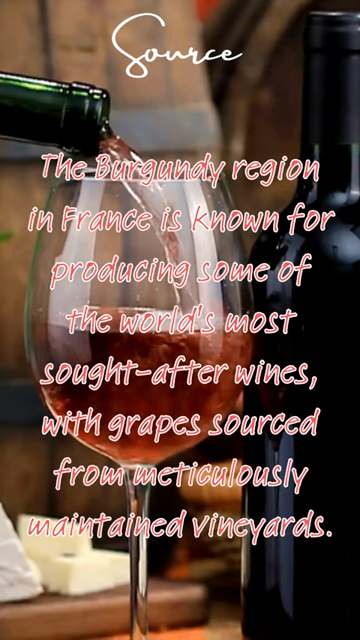 Source
The Burgundy region
in France is known for
producing some of
the world's most
sought-after wines,
with grapes sourced
from meticulously
maintained vineyards.